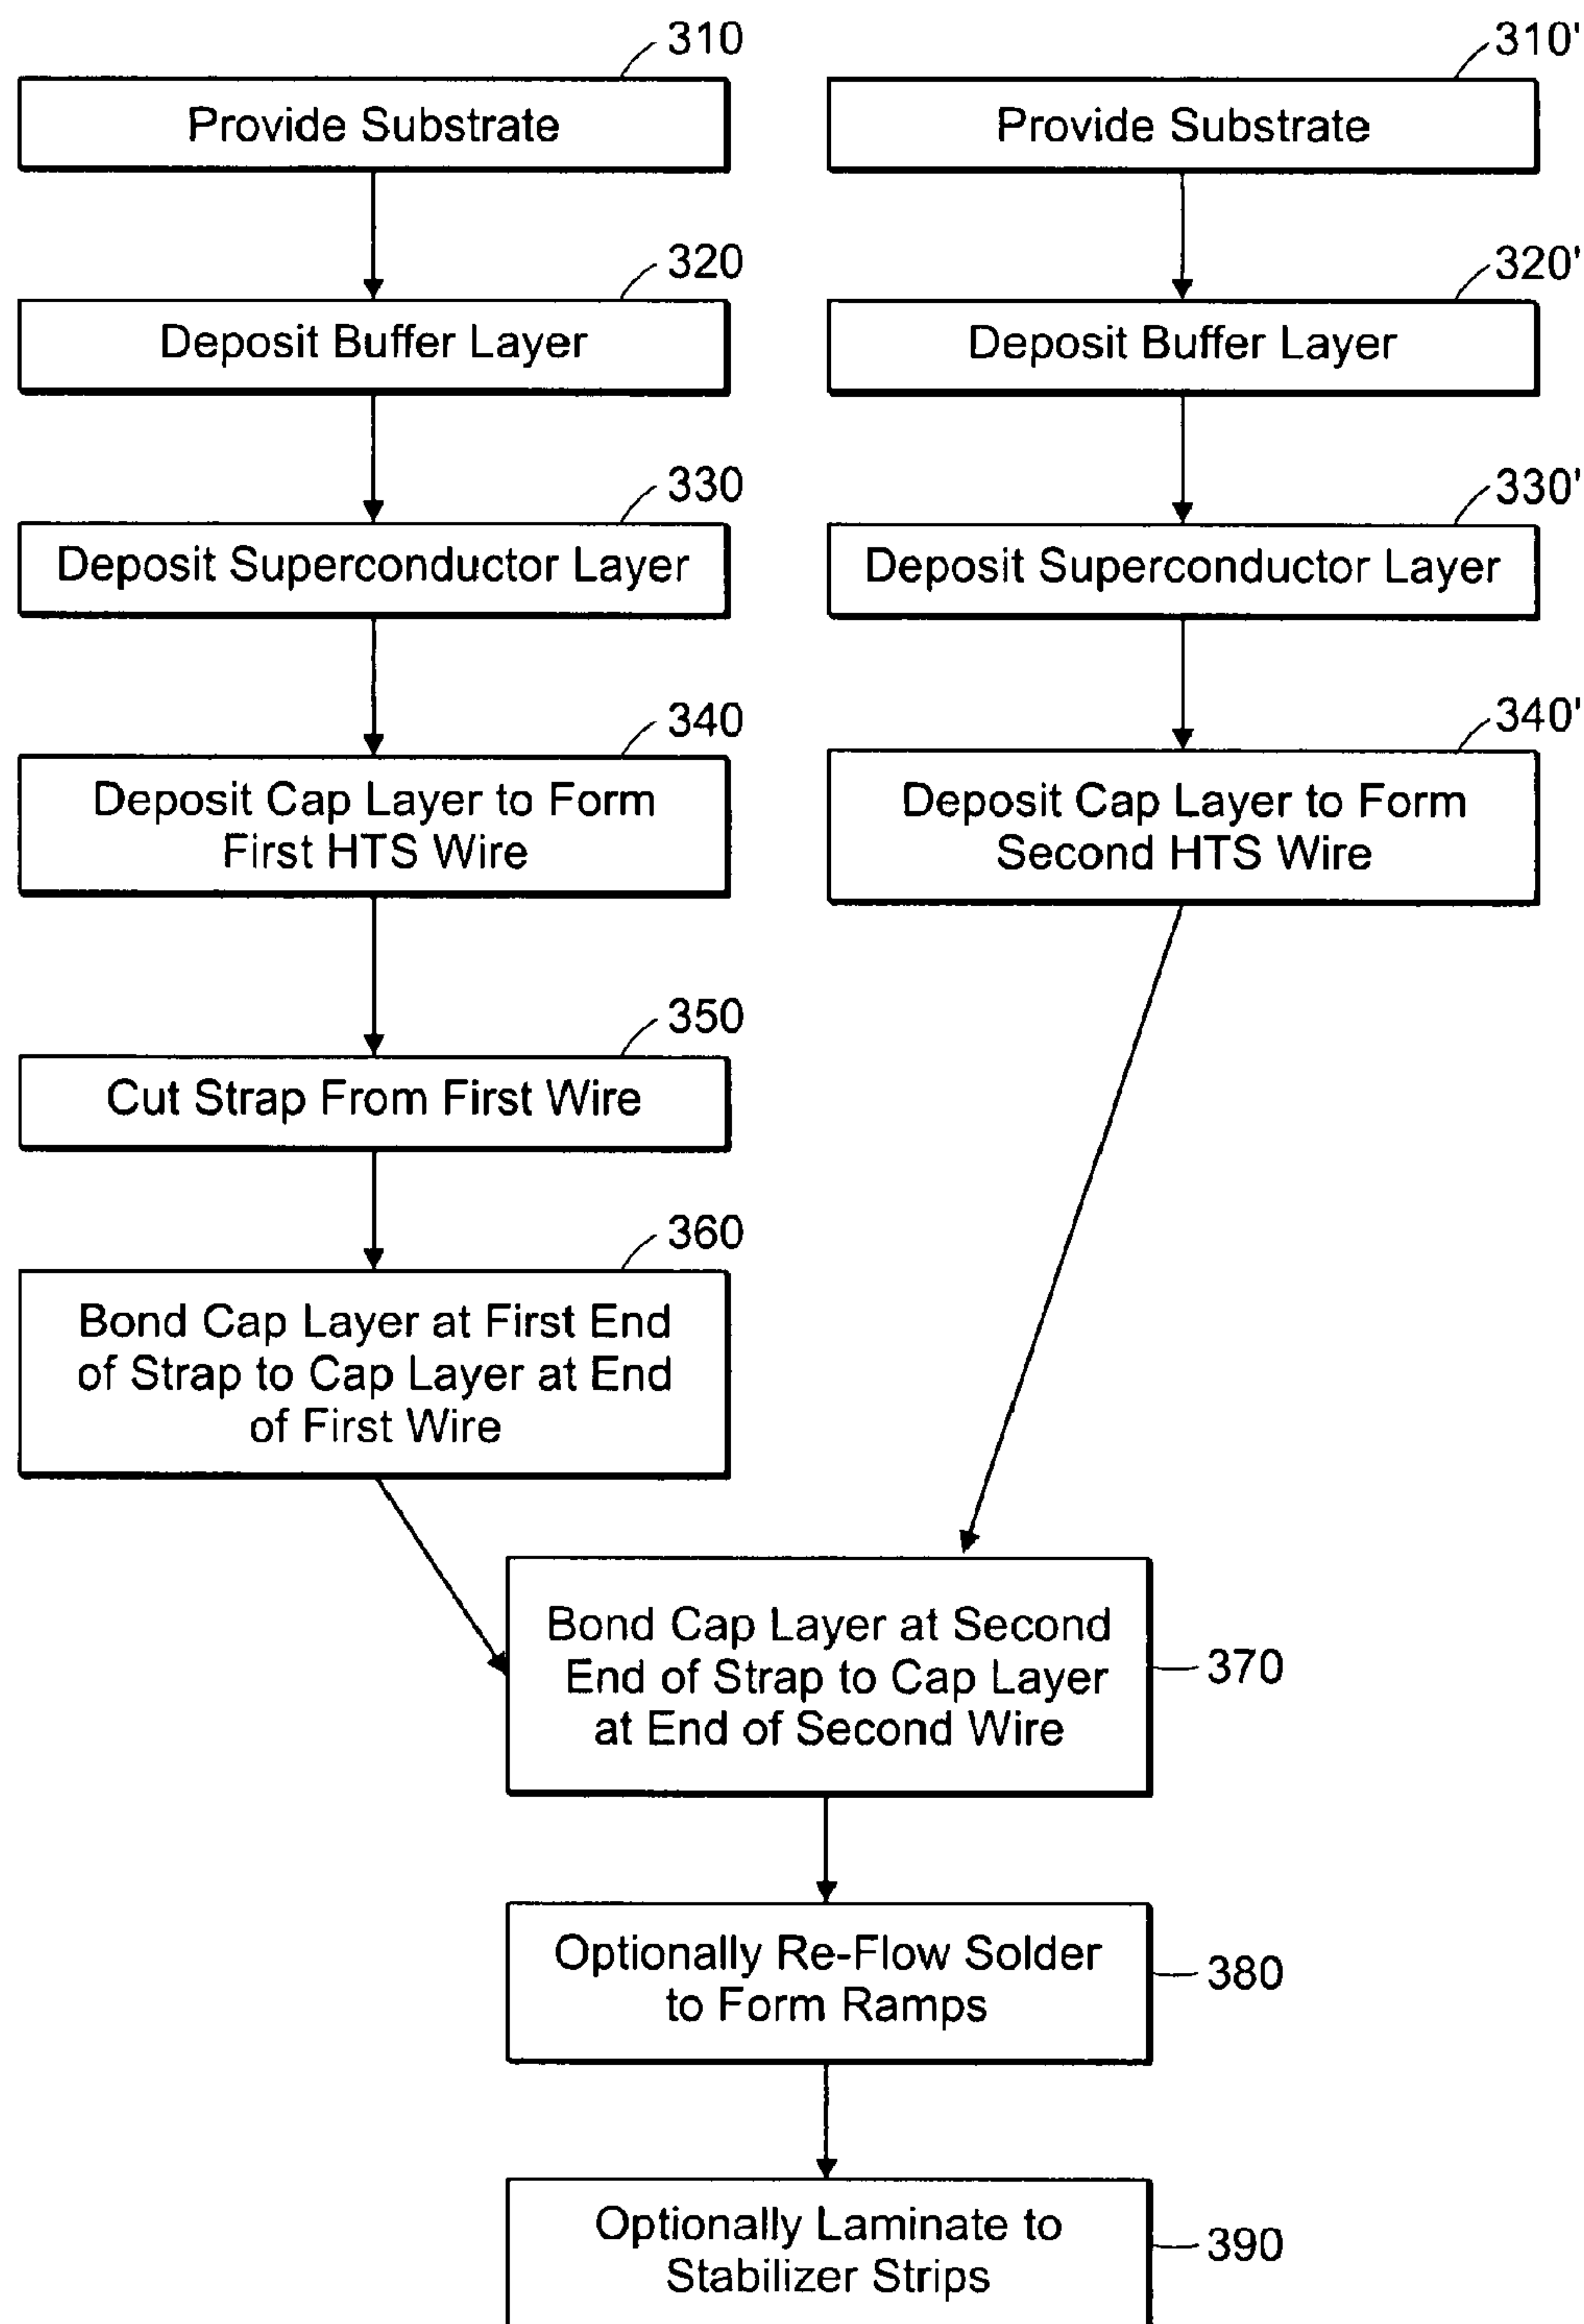 310
Provide Substrate
310'
Provide Substrate
320
Deposit Buffer Layer
320'
Deposit Buffer Layer
330
Deposit Superconductor Layer
330'
Deposit Superconductor Layer
340
Deposit Cap Layer to Form
First HTS Wire
340'
Deposit Cap Layer to Form
Second HTS Wire
350
Cut Strap From First Wire
360
Bond Cap Layer at First End
of Strap to Cap Layer at End
of First Wire
Bond Cap Layer at Second
End of Strap to Cap Layer
at End of Second Wire
370
Optionally Re-Flow Solder
to Form Ramps
380
Optionally Laminate to
Stabilizer Strips
390